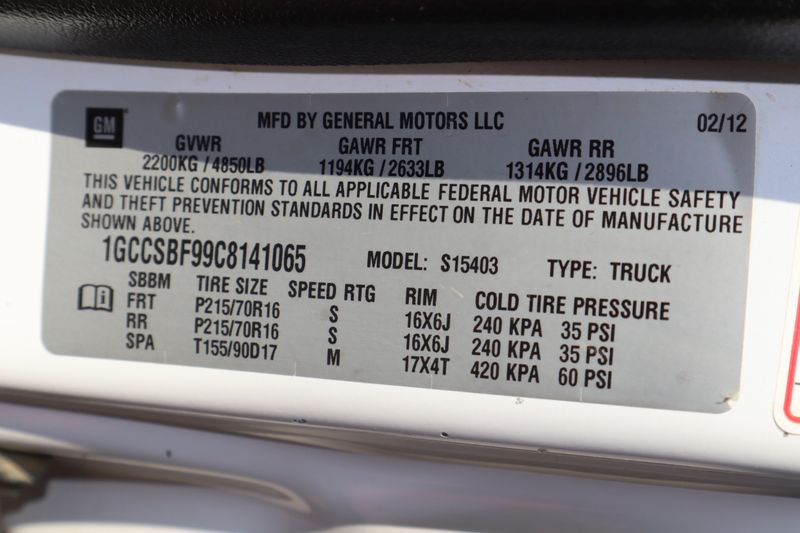 GM
MFD BY GENERAL MOTORS LLC 02/12
GVWR GAWR FRT GAWR RR
2200KG / 4850LB 1194KG / 2633LB 1314KG / 2896LB
THIS VEHICLE CONFORMS TO ALL APPLICABLE FEDERAL MOTOR VEHICLE SAFETY
AND THEFT PREVENTION STANDARDS IN EFFECT ON THE DATE OF MANUFACTURE
SHOWN ABOVE.
1GCCSBF99C8141065 MODEL: S15403 TYPE: TRUCK
SBBM TIRE SIZE SPEED RTG RIM COLD TIRE PRESSURE
FRT P215/70R16 S 16X6J 240 KPA 35 PSI
RR P215/70R16 S 16X6J 240 KPA 35 PSI
SPA T155/90D17 M 17X4T 420 KPA 60 PSI